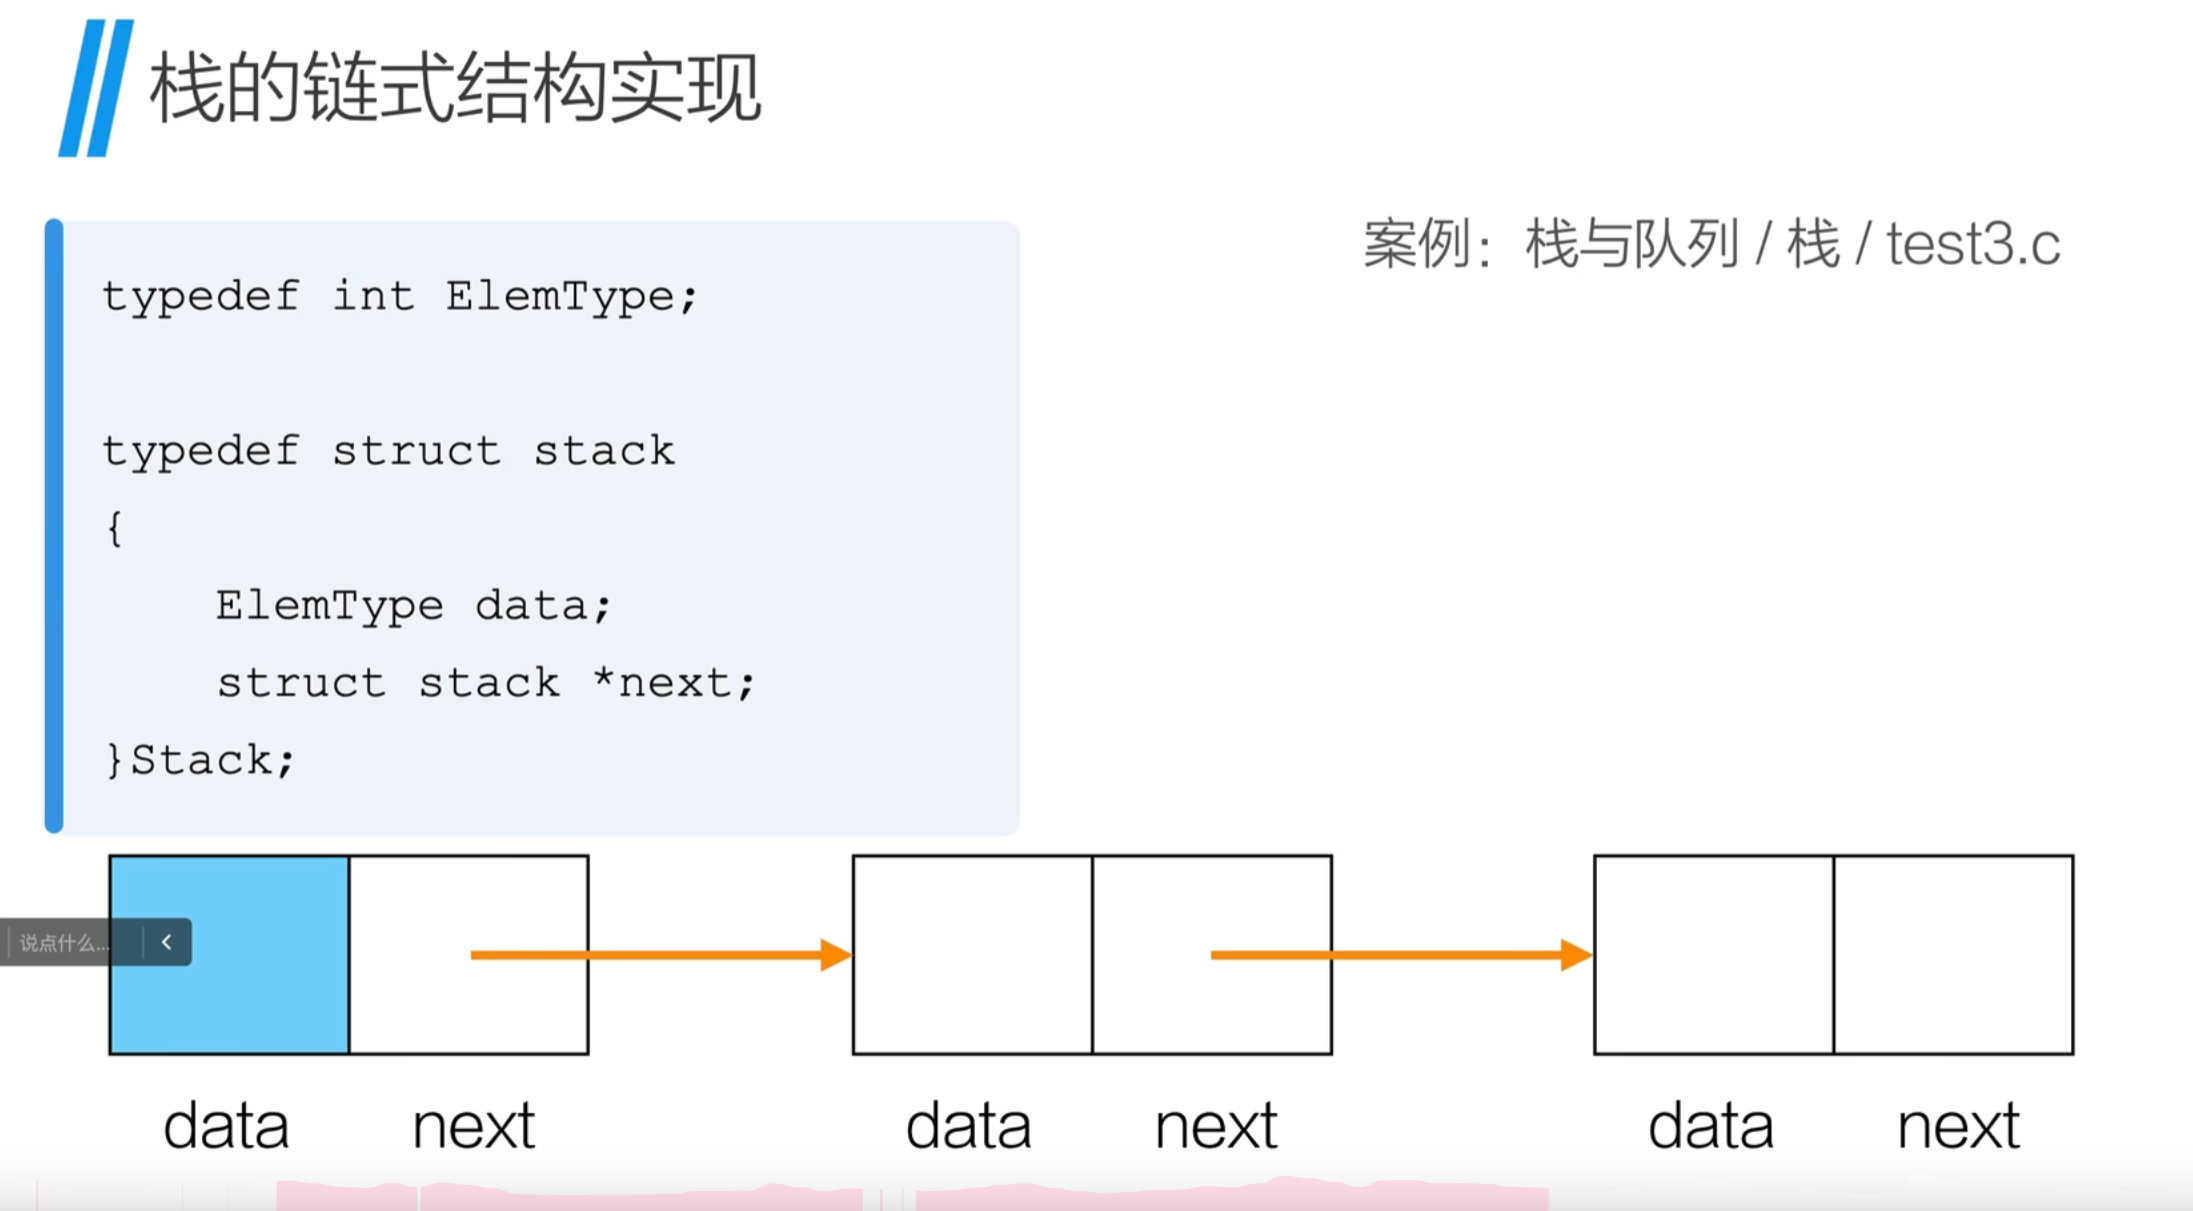 栈的链式结构实现
案例：栈与队列 / 栈 / test3.c
typedef int ElemType;
typedef struct stack
{
ElemType data;
struct stack *next;
}Stack;
说点什么...
data next data next data next